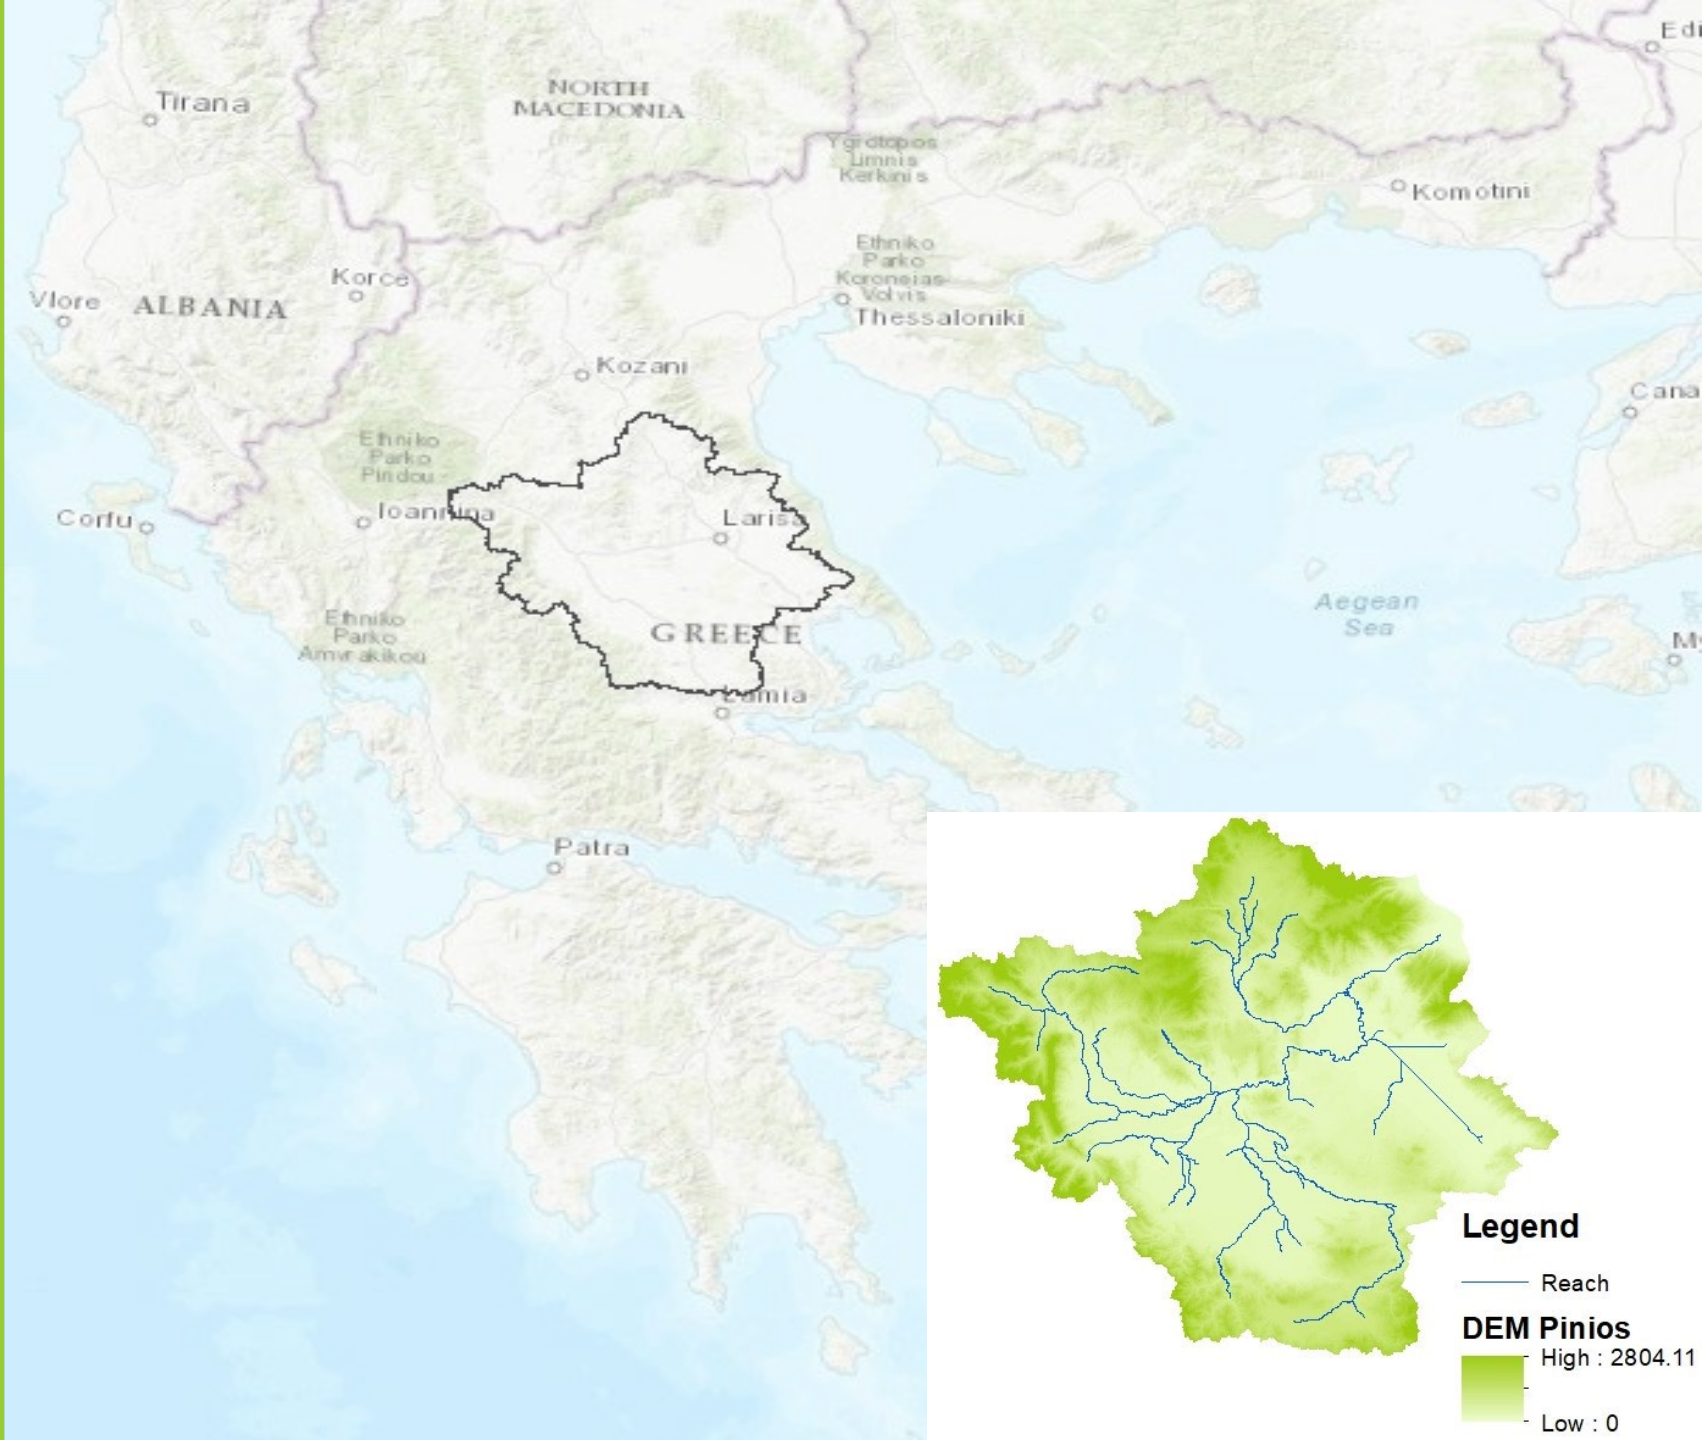 Edi
Tirana
NORTH
MACEDONIA
Ygrotopos
Limnis
Kerkinis
Komotini
Ethniko
Parko
Koroneias-
Volvis
Korce
Vlore
ALBANIA
Thessaloniki
Kozani
Cana
Ethniko
Parko
Pindou
Ioannina
Corfu
Larisa
Aegean
Sea
Ethniko
Parko
Amvrakikou
GREECE
My
Lamia
Patra
Legend
Reach
DEM Pinios
High : 2804.11
Low : 0